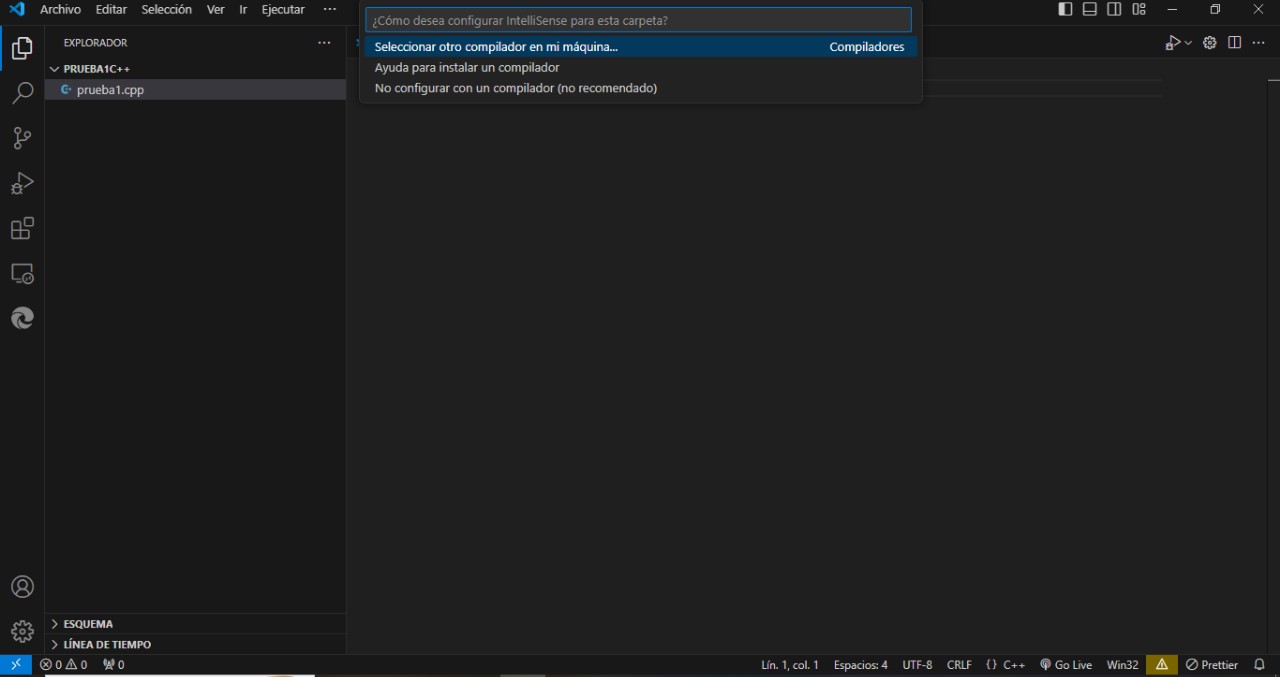 Archivo Editar Selección Ver Ir Ejecutar ···
¿Cómo desea configurar IntelliSense para esta carpeta?
Seleccionar otro compilador en mi máquina... Compiladores
Ayuda para instalar un compilador
No configurar con un compilador (no recomendado)
EXPLORADOR ···
PRUEBA1C++
prueba1.cpp
ESQUEMA
LÍNEA DE TIEMPO
0 0 0 Lín. 1, col. 1 Espacios: 4 UTF-8 CRLF {} C++ Go Live Win32 Prettier